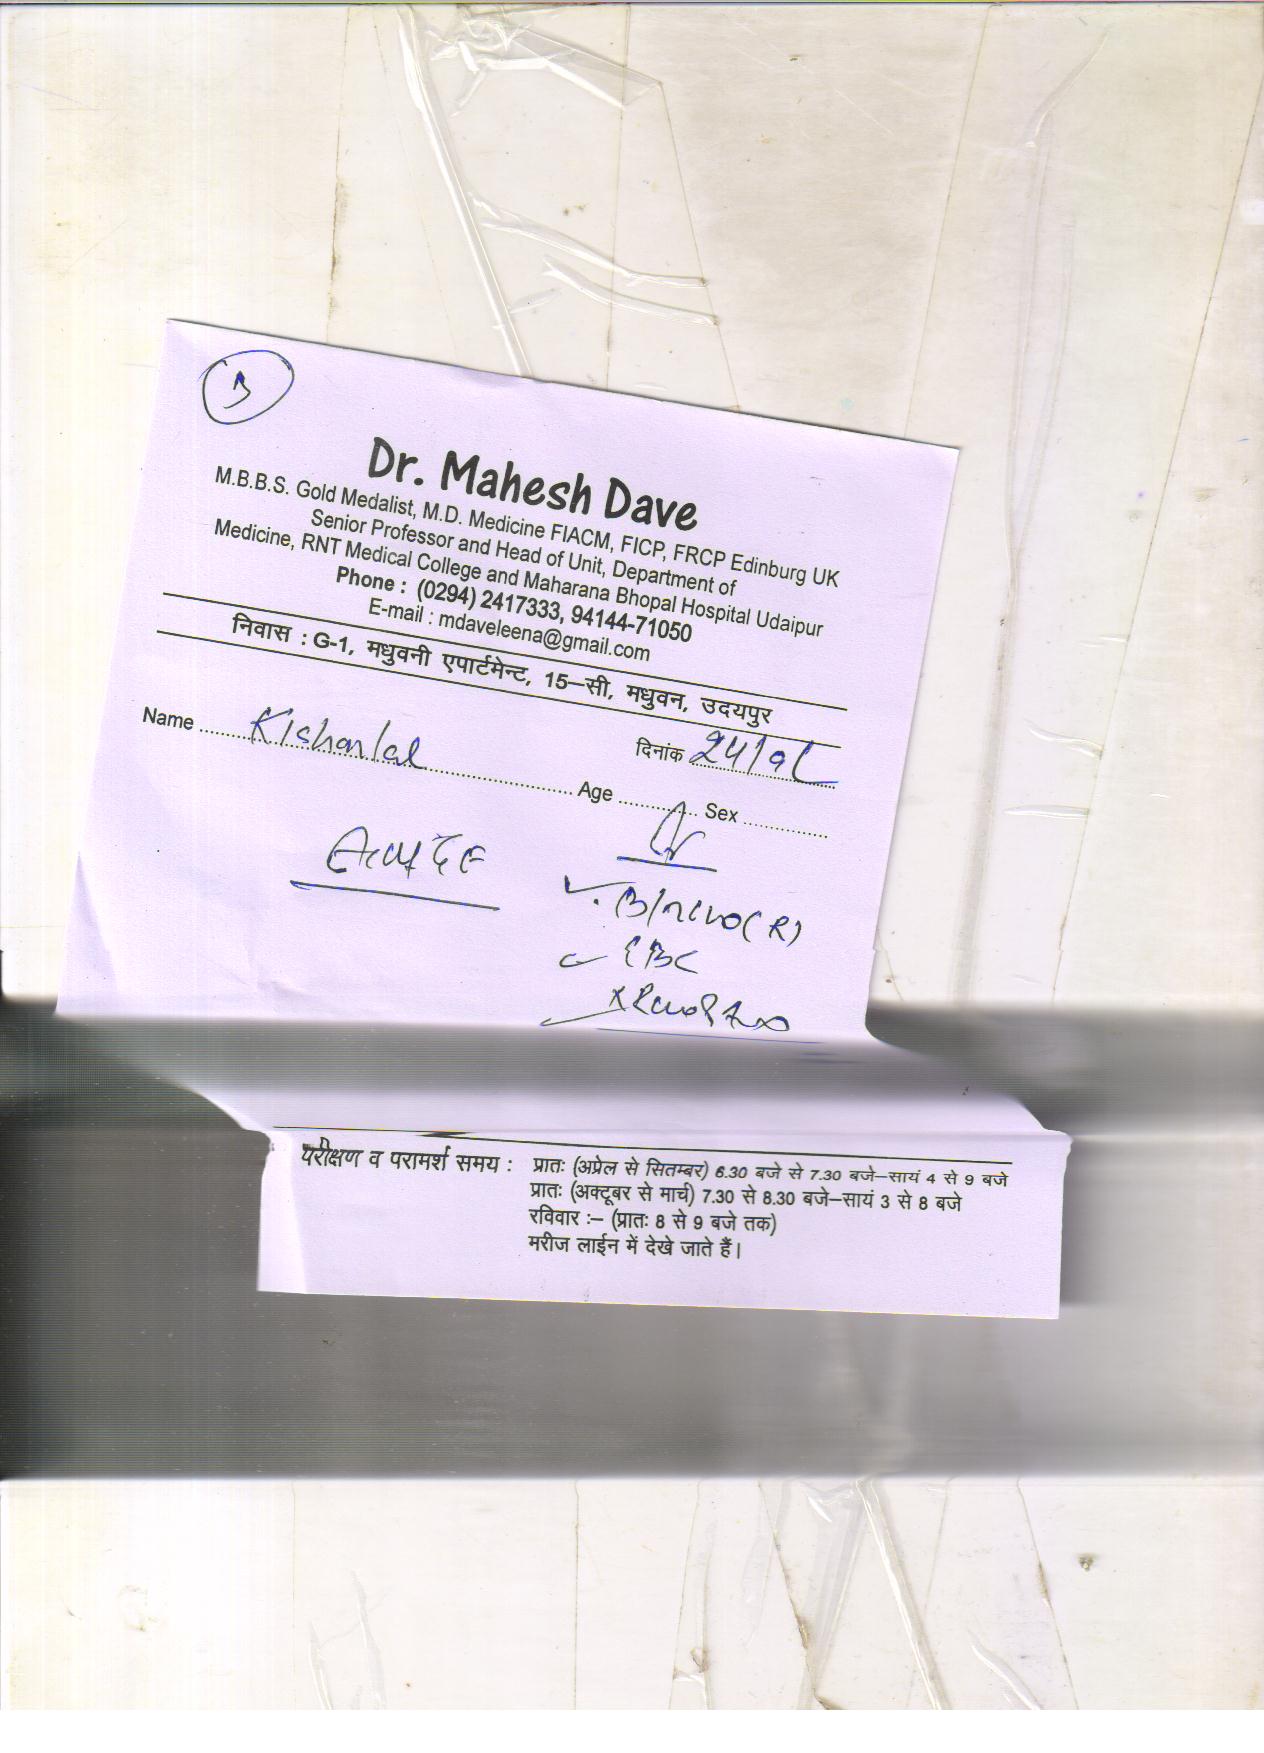 Dr. Mahesh Dave
M.B.B.S. Gold Medalist, M.D. Medicine FIACM, FICP, FRCP Edinburg UK
Senior Professor and Head of Unit, Department of
Medicine, RNT Medical College and Maharana Bhopal Hospital Udaipur
Phone : (0294) 2417333, 94144-71050
E-mail : mdaveleena@gmail.com
निवास : G-1, मधुवनी एपार्टमेन्ट, 15–सी, मधुवन, उदयपुर
Name Kishanlal दिनांक 24/9
Age Sex
CBC
परीक्षण व परामर्श समय : प्रातः (अप्रेल से सितम्बर) 6.30 बजे से 7.30 बजे–सायं 4 से 9 बजे
प्रातः (अक्टूबर से मार्च) 7.30 से 8.30 बजे–सायं 3 से 8 बजे
रविवार :– (प्रातः 8 से 9 बजे तक)
मरीज लाईन में देखे जाते हैं।